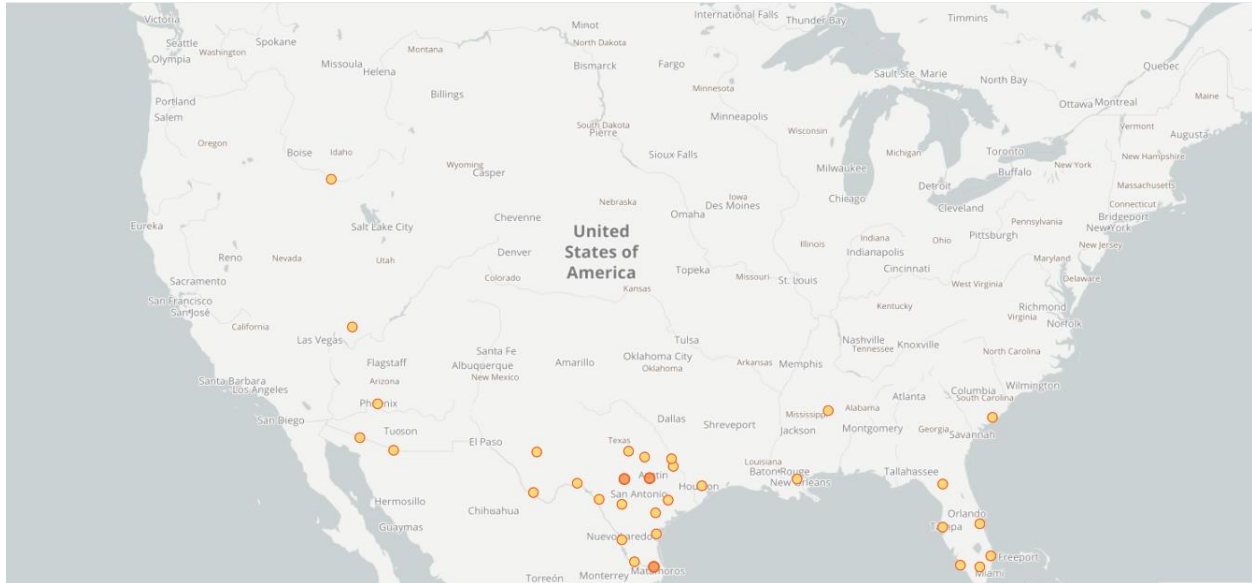 International Falls
Thunder Bay
Timmins
Victoria
Minot
Seattle
Spokane
North Dakota
Washington
Montana
Quebec
Olympia
Missoula
Helena
Bismarck
Fargo
Sault Ste. Marie
North Bay
Minnesota
Maine
Billings
Portland
Ottawa
Montreal
Salem
Minneapolis
South Dakota
Pierre
Wisconsin
Vermont
Augusta
Oregon
Boise
Idaho
Sioux Falls
Michigan
Toronto
New Hampshire
Wyoming
Casper
Milwaukee
Buffalo
New York
Detroit
Massachusetts
Nebraska
Iowa
Des Moines
Chicago
Cleveland
Connecticut
Eureka
Salt Lake City
Cheyenne
Omaha
Bridgeport
Pennsylvania
New York
United
States of
America
Reno
Nevada
Utah
Denver
Illinois
Indiana
Indianapolis
Ohio
Pittsburgh
New Jersey
Maryland
Sacramento
Colorado
Topeka
Kansas
Missouri
St. Louis
Cincinnati
West Virginia
Delaware
San Francisco
San José
Kentucky
Richmond
Virginia
Norfolk
California
Las Vegas
Tulsa
Nashville
Tennessee
Knoxville
Santa Fe
Flagstaff
Albuquerque
Amarillo
Oklahoma City
Oklahoma
Arkansas
Memphis
North Carolina
Santa Barbara
Los Angeles
Arizona
New Mexico
Columbia
South Carolina
Wilmington
Atlanta
Phoenix
San Diego
Dallas
Mississippi
Alabama
Shreveport
Jackson
Montgomery
Georgia
Savannah
Tuoson
El Paso
Texas
Austin
Louisiana
Baton Rouge
New Orleans
Tallahassee
Houston
San Antonio
Hermosillo
Chihuahua
Guaymas
Orlando
Tampa
Nuevo Laredo
Freeport
Matamoros
Torreón
Monterrey
Miami